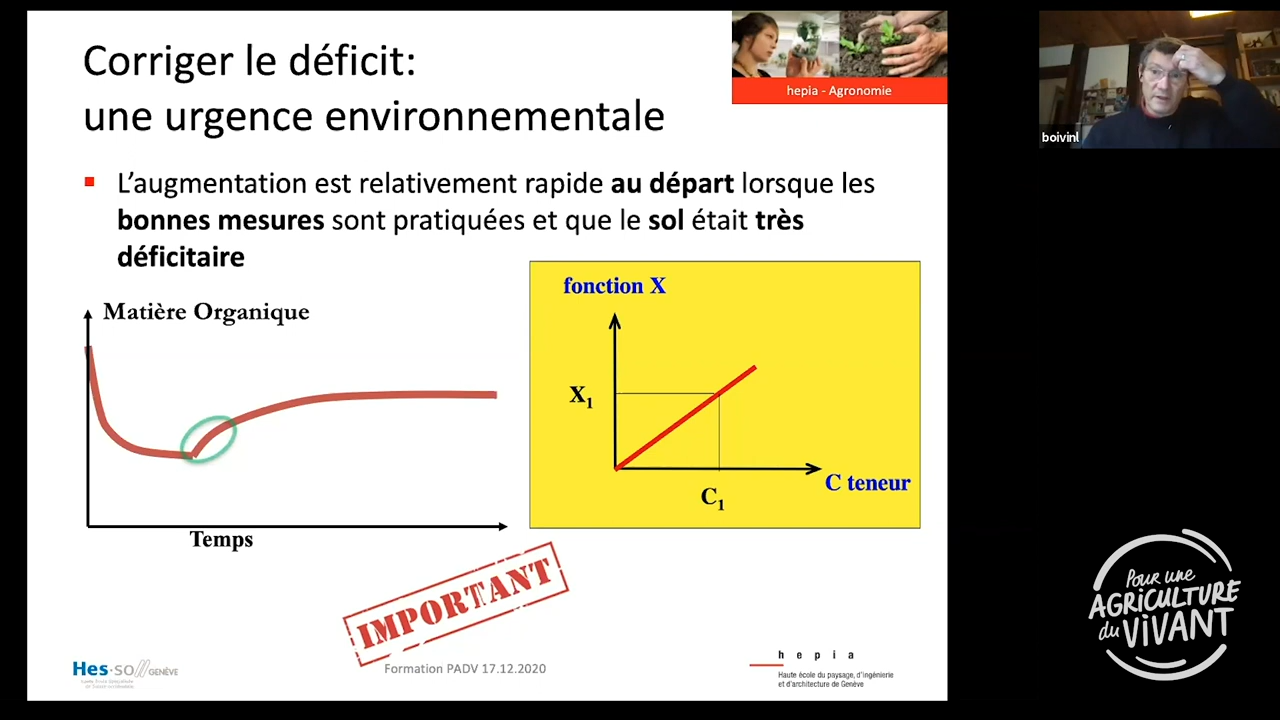 Corriger le déficit:
une urgence environnementale
hepia - Agronomie
boivinl
L'augmentation est relativement rapide au départ lorsque les
bonnes mesures sont pratiquées et que le sol était très
déficitaire
Matière Organique
Temps
fonction X
X1
C teneur
C1
IMPORTANT
Hes·so//GENÈVE
Formation PADV 17.12.2020
h e p i a
Haute école du paysage, d'ingénierie
et d'architecture de Genève
Pour une
AGRICULTURE
du VIVANT